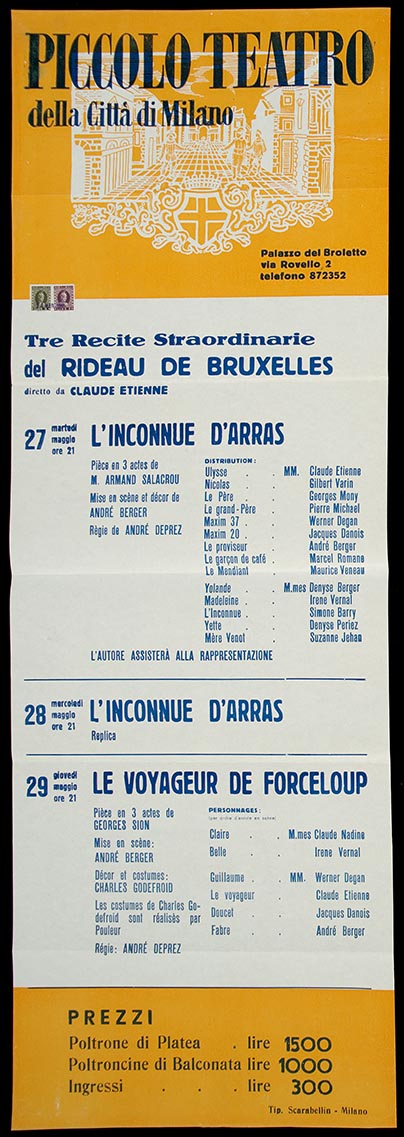 PICCOLO TEATRO
della Città di Milano
Palazzo del Broletto
via Rovello 2
telefono 872352
Tre Recite Straordinarie
del RIDEAU DE BRUXELLES
diretto da CLAUDE ETIENNE
27 martedì maggio ore 21 L'INCONNUE D'ARRAS
Pièce en 3 actes de
M. ARMAND SALACROU
Mise en scène et décor de
ANDRÉ BERGER
Règie de ANDRÉ DEPREZ
DISTRIBUTION:
Ulysse . . MM. Claude Etienne
Nicolas . . Gilbert Varin
Le Père . . Georges Mony
Le grand-Père . Pierre Michael
Maxim 37 . . Werner Degan
Maxim 20 . . Jacques Danois
Le proviseur . André Berger
Le garçon de café . Marcel Romane
Le Mendiant . Maurice Veneau
Yolande . M.mes Denyse Berger
Madeleine . . Irene Vernal
L'Inconnue . . Simone Barry
Yette . . Denyse Periez
Mère Venot . . Suzanne Jehan
L'AUTORE ASSISTERÀ ALLA RAPPRESENTAZIONE
28 mercoledì maggio ore 21 L'INCONNUE D'ARRAS
Replica
29 giovedì maggio ore 21 LE VOYAGEUR DE FORCELOUP
Pièce en 3 actes de
GEORGES SION
Mise en scène:
ANDRÉ BERGER
Décor et costumes:
CHARLES GODEFROID
Les costumes de Charles Go-
defroid sont réalisés par
Pouleur
Règie: ANDRÉ DEPREZ
PERSONNAGES:
(par ordre d'entrée en scène)
Claire . . M.mes Claude Nadine
Belle . . Irene Vernal
Guillaume . . MM. Werner Degan
Le voyageur . Claude Etienne
Doucet . . Jacques Danois
Fabre . . André Berger
PREZZI
Poltrone di Platea . lire 1500
Poltroncine di Balconata lire 1000
Ingressi . . . lire 300
Tip. Scarabellin - Milano